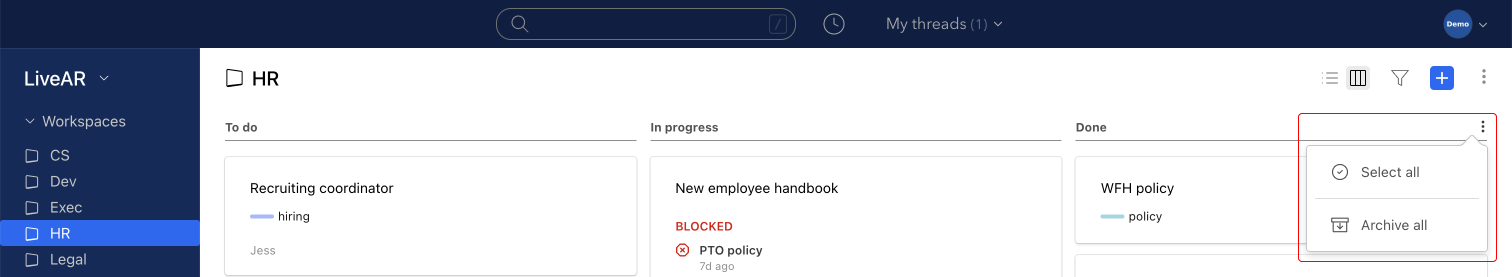 /
My threads (1)
Demo
LiveAR
HR
Workspaces
CS
Dev
Exec
HR
Legal
To do
Recruiting coordinator
hiring
Jess
In progress
New employee handbook
BLOCKED
PTO policy
7d ago
Done
WFH policy
policy
Select all
Archive all